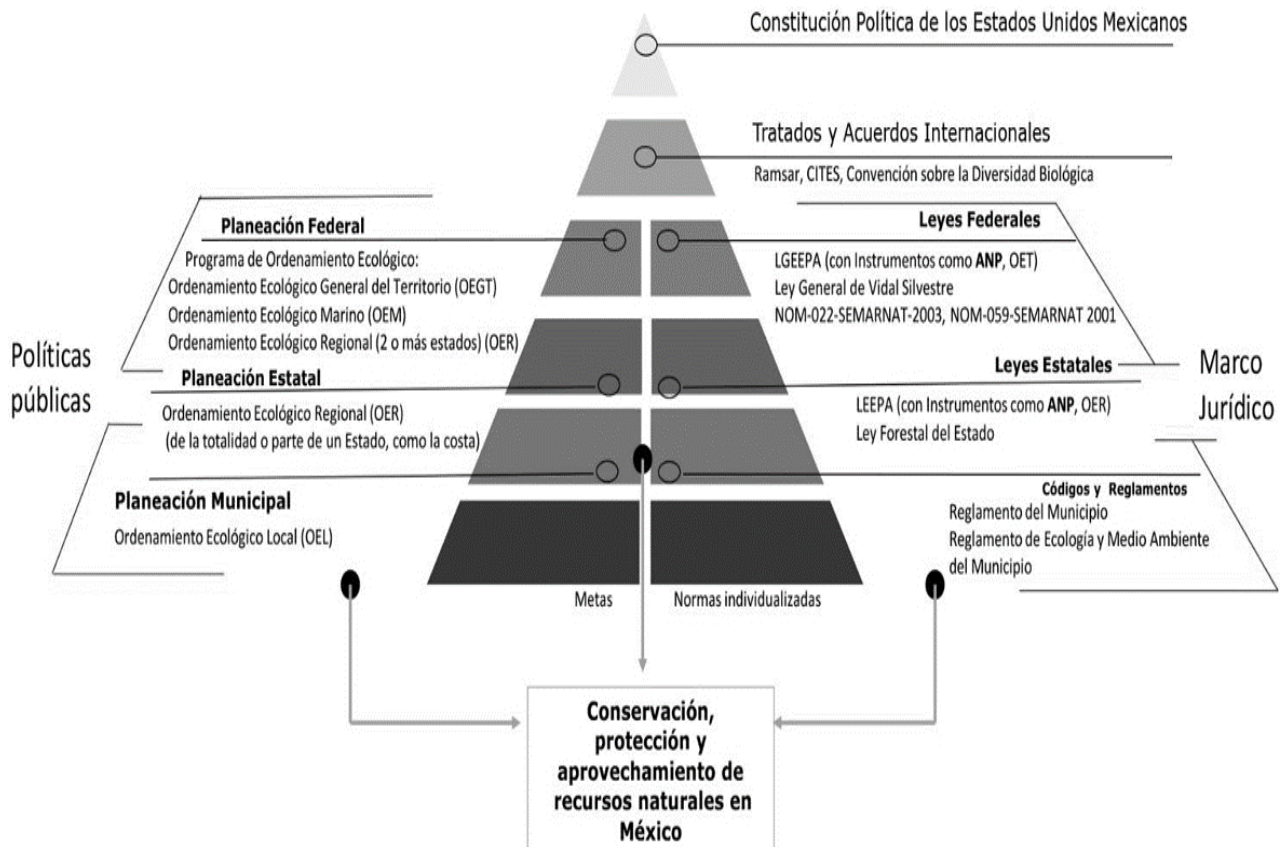 Constitución Política de los Estados Unidos Mexicanos
Tratados y Acuerdos Internacionales
Ramsar, CITES, Convención sobre la Diversidad Biológica
Políticas
públicas
Planeación Federal
Programa de Ordenamiento Ecológico:
Ordenamiento Ecológico General del Territorio (OEGT)
Ordenamiento Ecológico Marino (OEM)
Ordenamiento Ecológico Regional (2 o más estados) (OER)
Planeación Estatal
Ordenamiento Ecológico Regional (OER)
(de la totalidad o parte de un Estado, como la costa)
Planeación Municipal
Ordenamiento Ecológico Local (OEL)
Leyes Federales
LGEEPA (con Instrumentos como ANP, OET)
Ley General de Vidal Silvestre
NOM-022-SEMARNAT-2003, NOM-059-SEMARNAT 2001
Leyes Estatales
LEEPA (con Instrumentos como ANP, OER)
Ley Forestal del Estado
Códigos y Reglamentos
Reglamento del Municipio
Reglamento de Ecología y Medio Ambiente
del Municipio
Marco
Jurídico
Metas
Normas individualizadas
Conservación,
protección y
aprovechamiento de
recursos naturales en
México